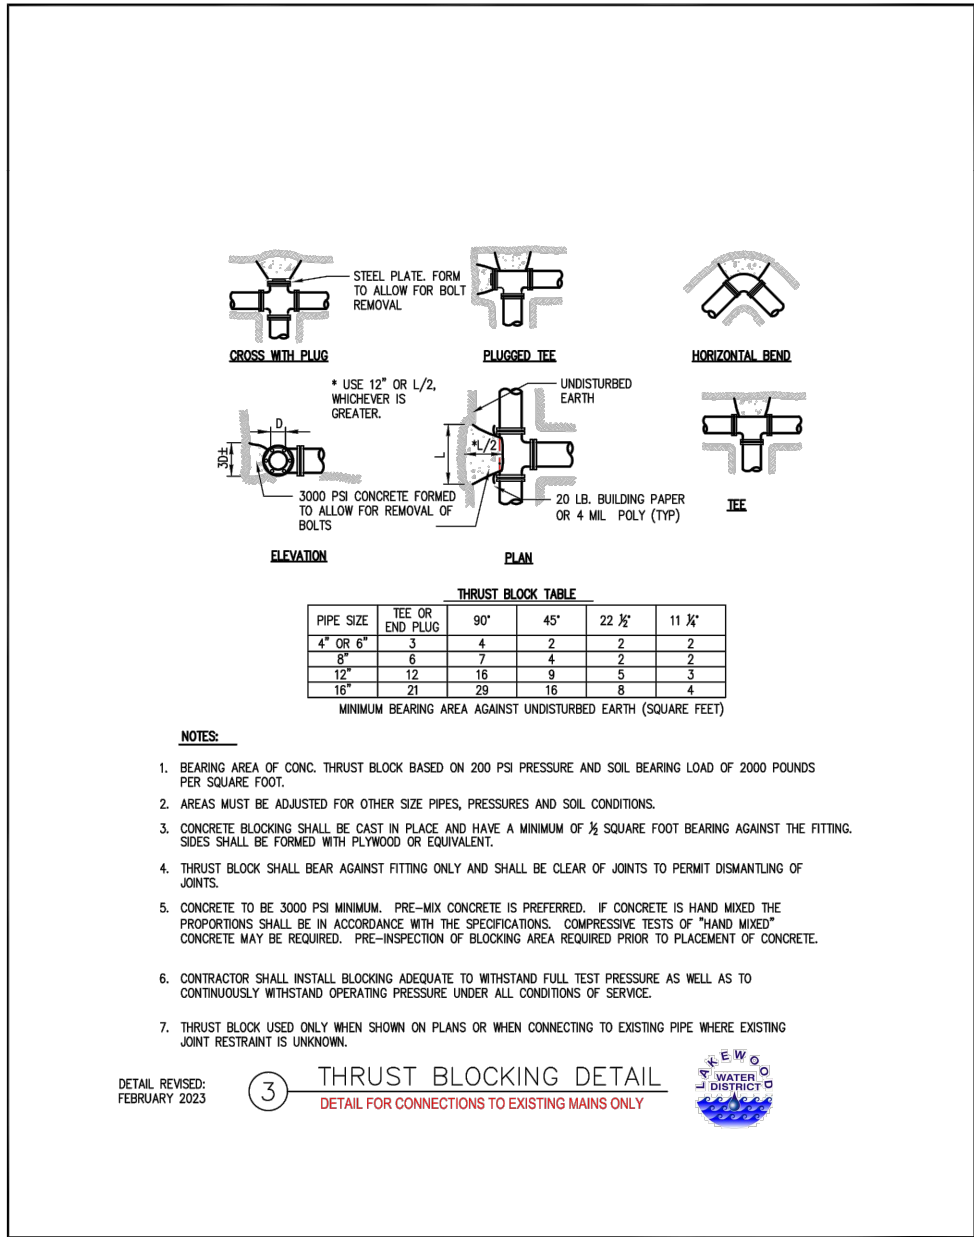 STEEL PLATE. FORM
TO ALLOW FOR BOLT
REMOVAL
CROSS WITH PLUG
PLUGGED TEE
HORIZONTAL BEND
* USE 12" OR L/2,
WHICHEVER IS
GREATER.
UNDISTURBED
EARTH
D
3D±
L
*L/2
3000 PSI CONCRETE FORMED
TO ALLOW FOR REMOVAL OF
BOLTS
20 LB. BUILDING PAPER
OR 4 MIL POLY (TYP)
TEE
ELEVATION
PLAN
THRUST BLOCK TABLE
PIPE SIZE TEE OR END PLUG 90° 45° 22 ½° 11 ¼°
4" OR 6" 3 4 2 2 2
8" 6 7 4 2 2
12" 12 16 9 5 3
16" 21 29 16 8 4
MINIMUM BEARING AREA AGAINST UNDISTURBED EARTH (SQUARE FEET)
NOTES:
1. BEARING AREA OF CONC. THRUST BLOCK BASED ON 200 PSI PRESSURE AND SOIL BEARING LOAD OF 2000 POUNDS
PER SQUARE FOOT.
2. AREAS MUST BE ADJUSTED FOR OTHER SIZE PIPES, PRESSURES AND SOIL CONDITIONS.
3. CONCRETE BLOCKING SHALL BE CAST IN PLACE AND HAVE A MINIMUM OF ½ SQUARE FOOT BEARING AGAINST THE FITTING.
SIDES SHALL BE FORMED WITH PLYWOOD OR EQUIVALENT.
4. THRUST BLOCK SHALL BEAR AGAINST FITTING ONLY AND SHALL BE CLEAR OF JOINTS TO PERMIT DISMANTLING OF
JOINTS.
5. CONCRETE TO BE 3000 PSI MINIMUM. PRE-MIX CONCRETE IS PREFERRED. IF CONCRETE IS HAND MIXED THE
PROPORTIONS SHALL BE IN ACCORDANCE WITH THE SPECIFICATIONS. COMPRESSIVE TESTS OF "HAND MIXED"
CONCRETE MAY BE REQUIRED. PRE-INSPECTION OF BLOCKING AREA REQUIRED PRIOR TO PLACEMENT OF CONCRETE.
6. CONTRACTOR SHALL INSTALL BLOCKING ADEQUATE TO WITHSTAND FULL TEST PRESSURE AS WELL AS TO
CONTINUOUSLY WITHSTAND OPERATING PRESSURE UNDER ALL CONDITIONS OF SERVICE.
7. THRUST BLOCK USED ONLY WHEN SHOWN ON PLANS OR WHEN CONNECTING TO EXISTING PIPE WHERE EXISTING
JOINT RESTRAINT IS UNKNOWN.
DETAIL REVISED:
FEBRUARY 2023
3
THRUST BLOCKING DETAIL
DETAIL FOR CONNECTIONS TO EXISTING MAINS ONLY
LAKEWOOD
WATER
DISTRICT